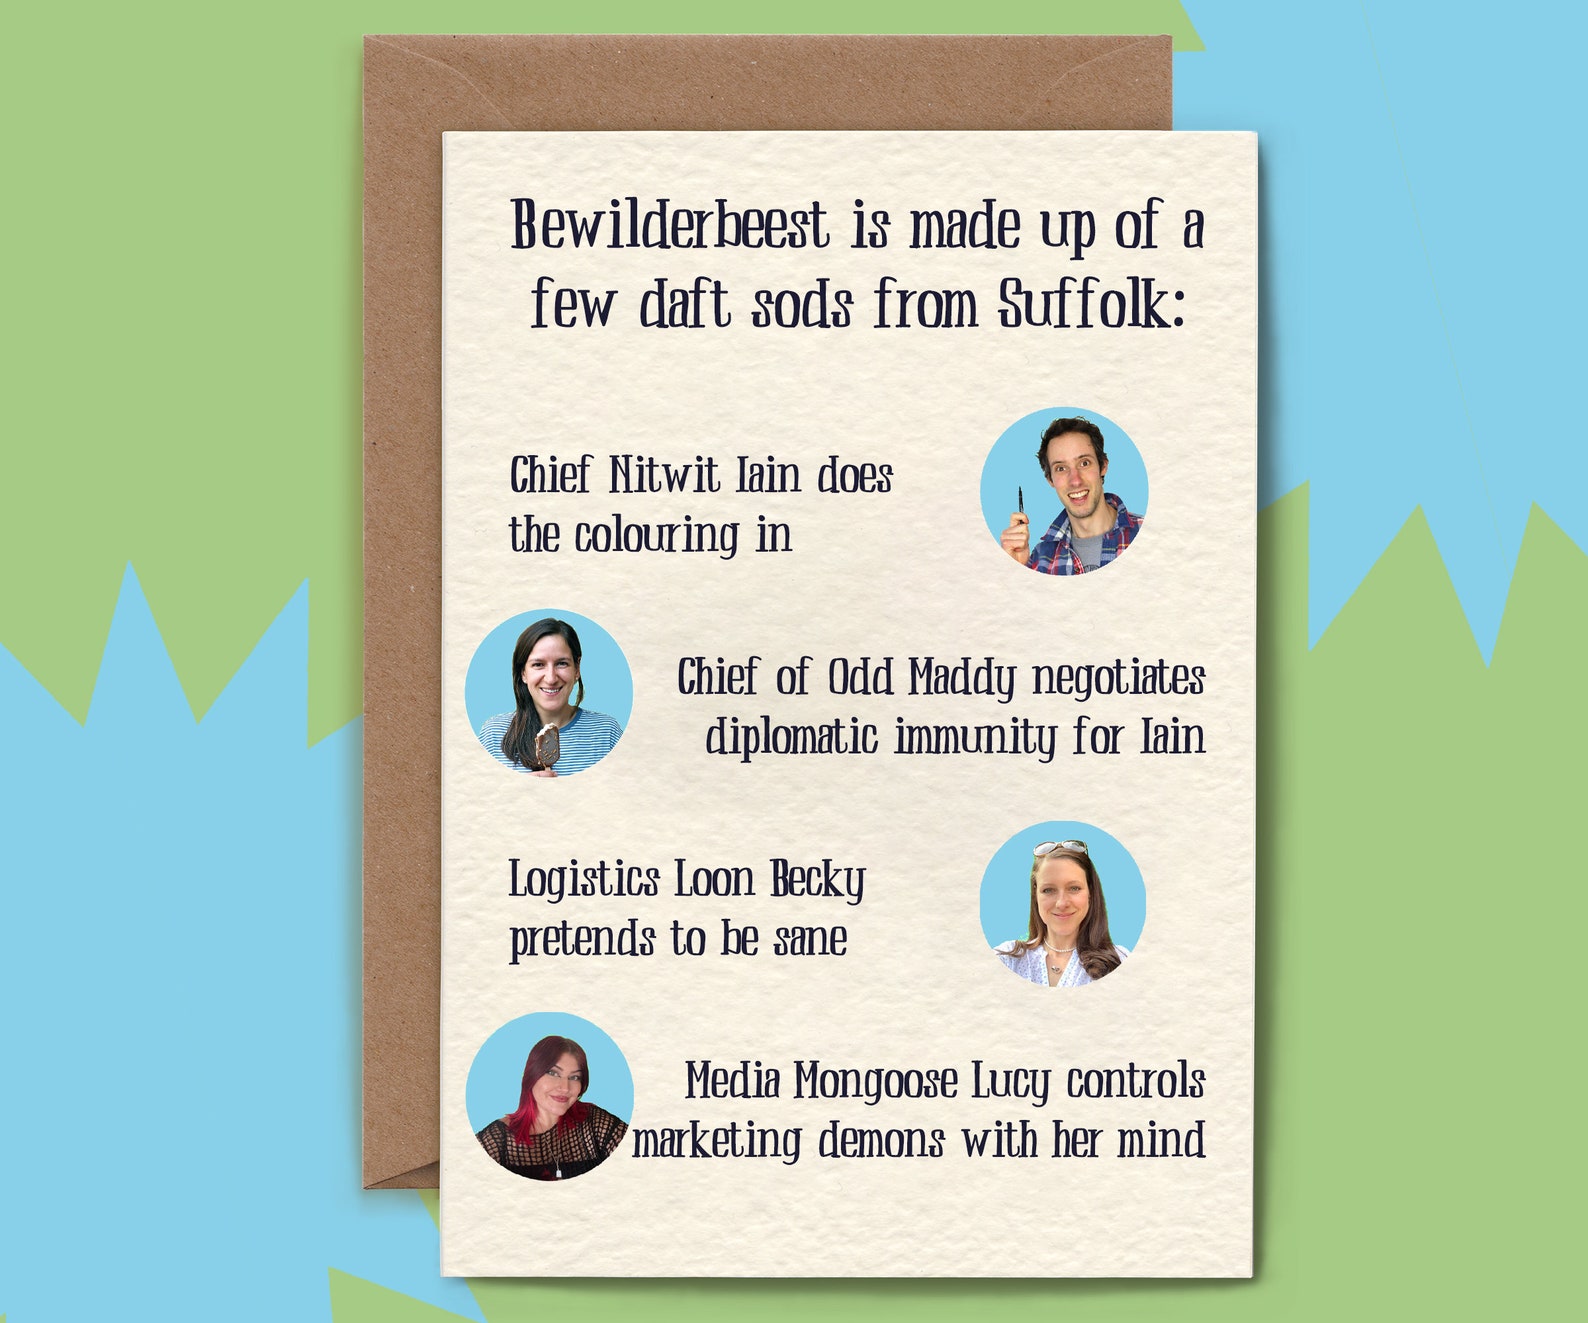 Bewilderbeest is made up of a
few daft sods from Suffolk:
Chief Nitwit Iain does
the colouring in
Chief of Odd Maddy negotiates
diplomatic immunity for Iain
Logistics Loon Becky
pretends to be sane
Media Mongoose Lucy controls
marketing demons with her mind